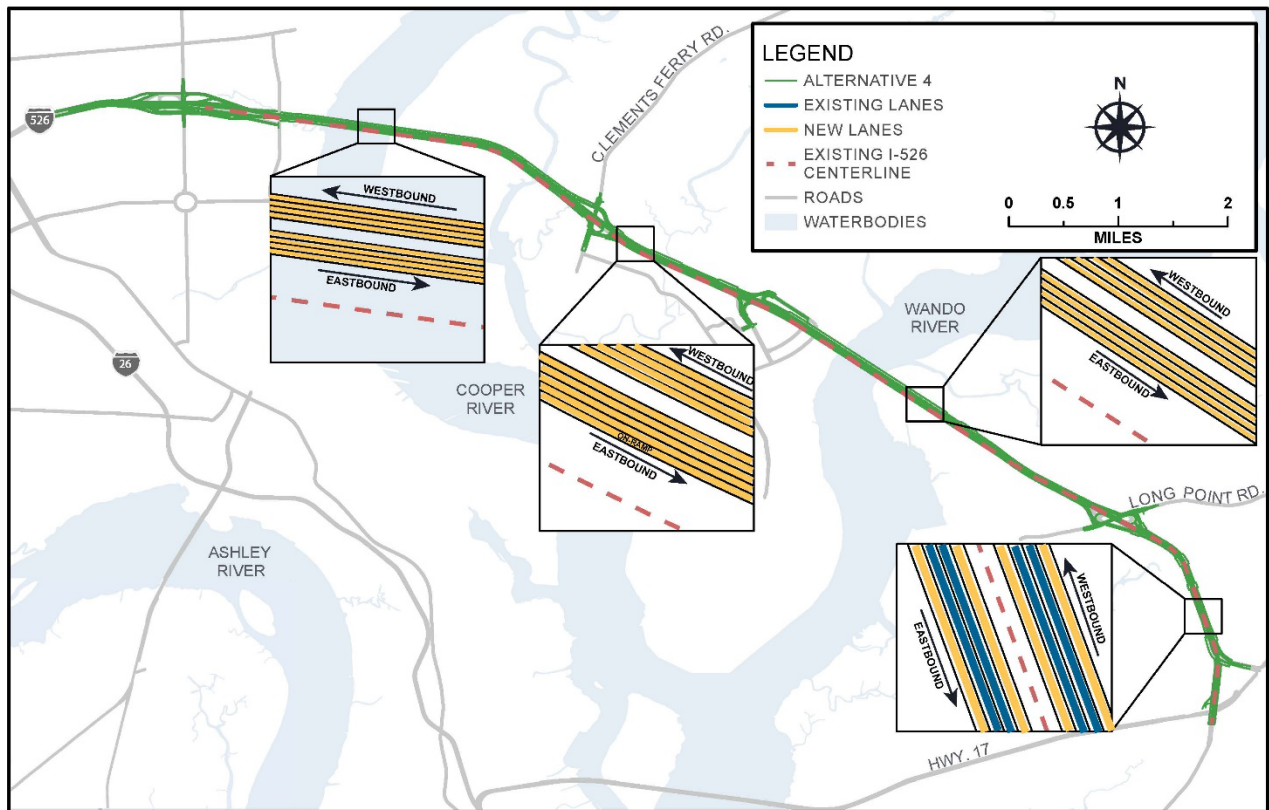 LEGEND
ALTERNATIVE 4
EXISTING LANES
NEW LANES
EXISTING I-526
CENTERLINE
ROADS
WATERBODIES
N
0 0.5 1 2
MILES
CLEMENTS FERRY RD.
526
WESTBOUND
EASTBOUND
WESTBOUND
ON-RAMP
EASTBOUND
WESTBOUND
EASTBOUND
WANDO
RIVER
26
COOPER
RIVER
LONG POINT RD.
ASHLEY
RIVER
WESTBOUND
EASTBOUND
HWY. 17